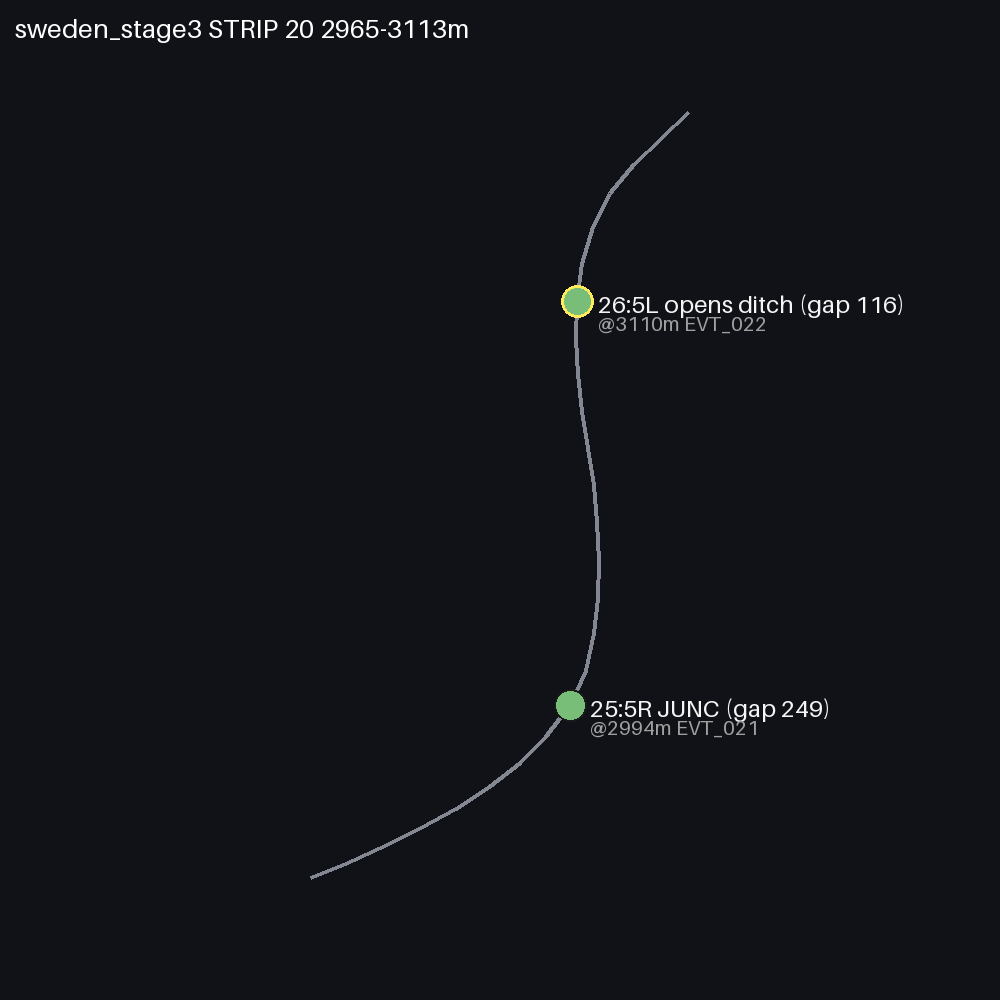 sweden_stage3 STRIP 20 2965-3113m
26:5L opens ditch (gap 116)
@3110m EVT_022
25:5R JUNC (gap 249)
@2994m EVT_021